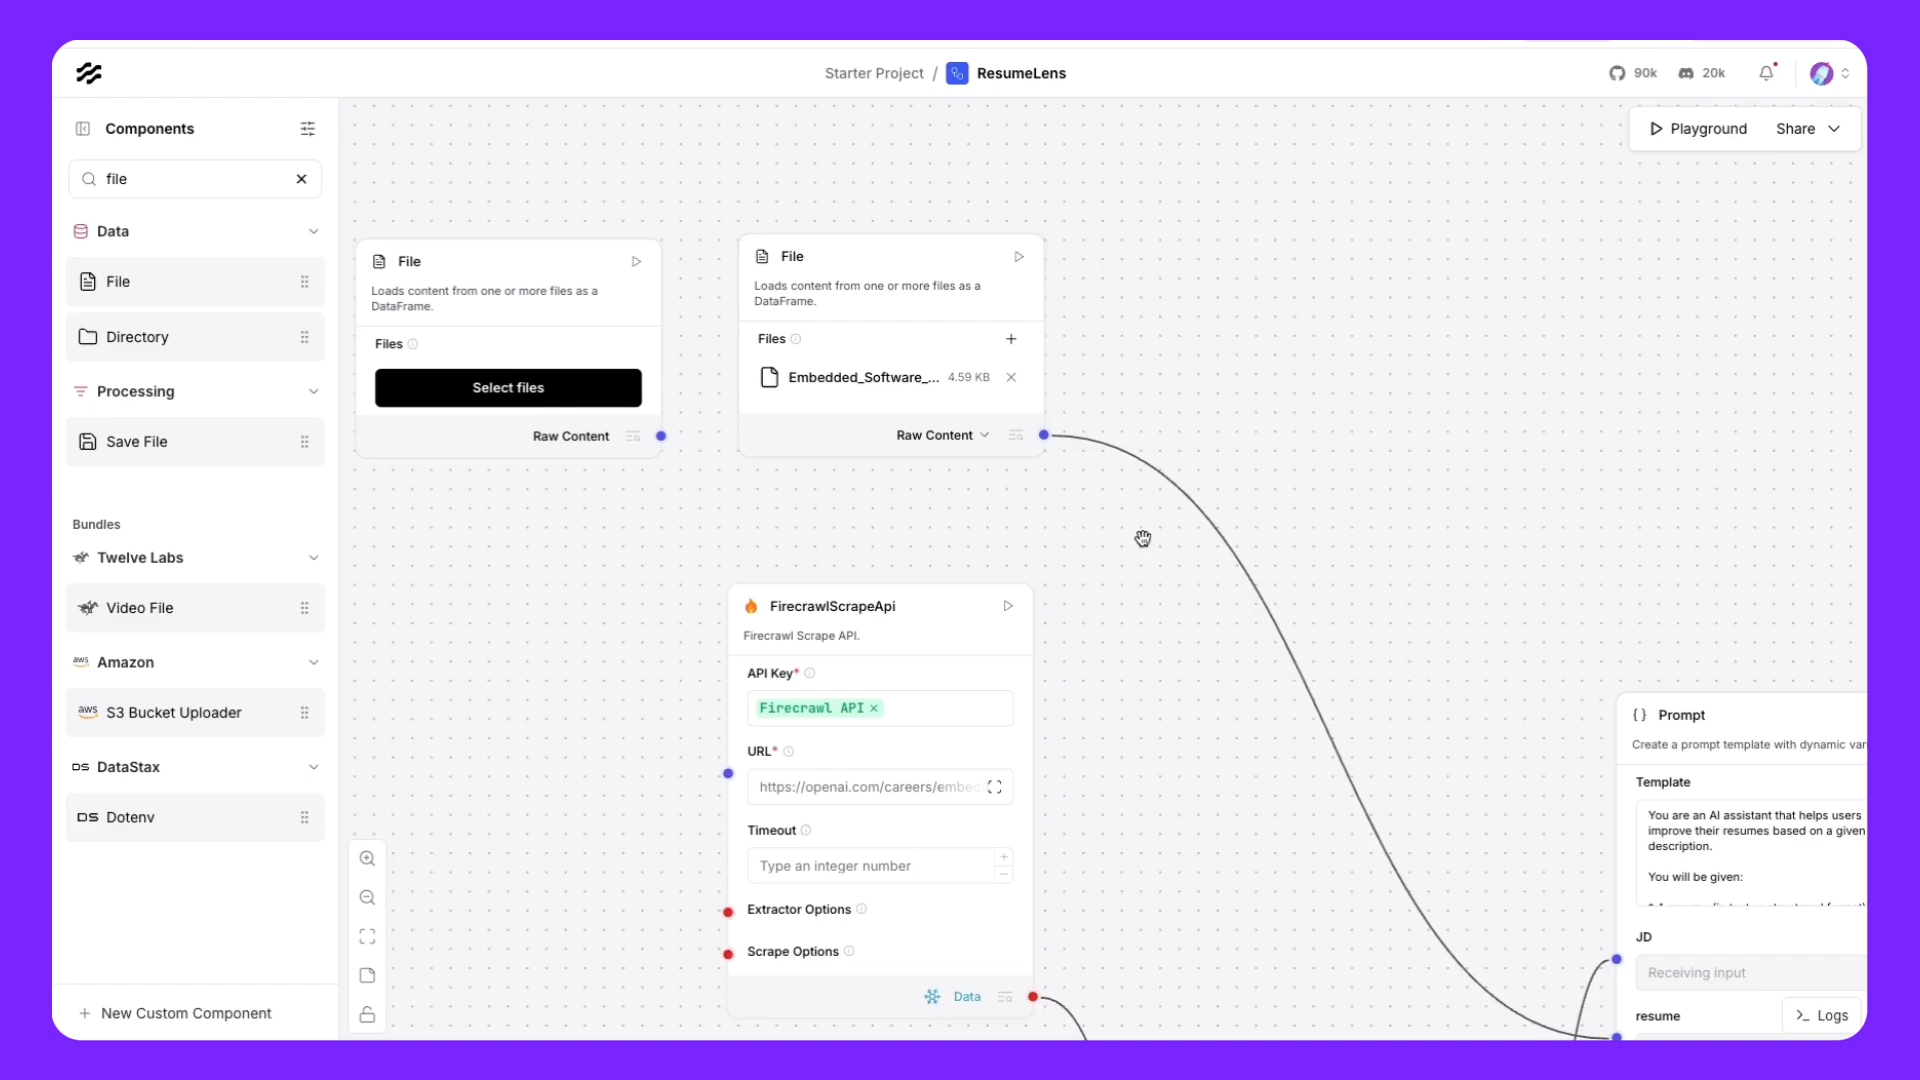 Starter Project / ResumeLens
90k
20k
Components
Playground
Share
file
Data
File
Directory
Processing
Save File
Bundles
Twelve Labs
Video File
aws Amazon
aws S3 Bucket Uploader
DS DataStax
DS Dotenv
New Custom Component
File
Loads content from one or more files as a
DataFrame.
Files
Select files
Raw Content
File
Loads content from one or more files as a
DataFrame.
Files
Embedded_Software_... 4.59 KB
Raw Content
FirecrawlScrapeApi
Firecrawl Scrape API.
API Key*
Firecrawl API
URL*
https://openai.com/careers/embed
Timeout
Type an integer number
Extractor Options
Scrape Options
Data
Prompt
Create a prompt template with dynamic var
Template
You are an AI assistant that helps users
improve their resumes based on a given
description.
You will be given:
JD
Receiving input
resume
Logs